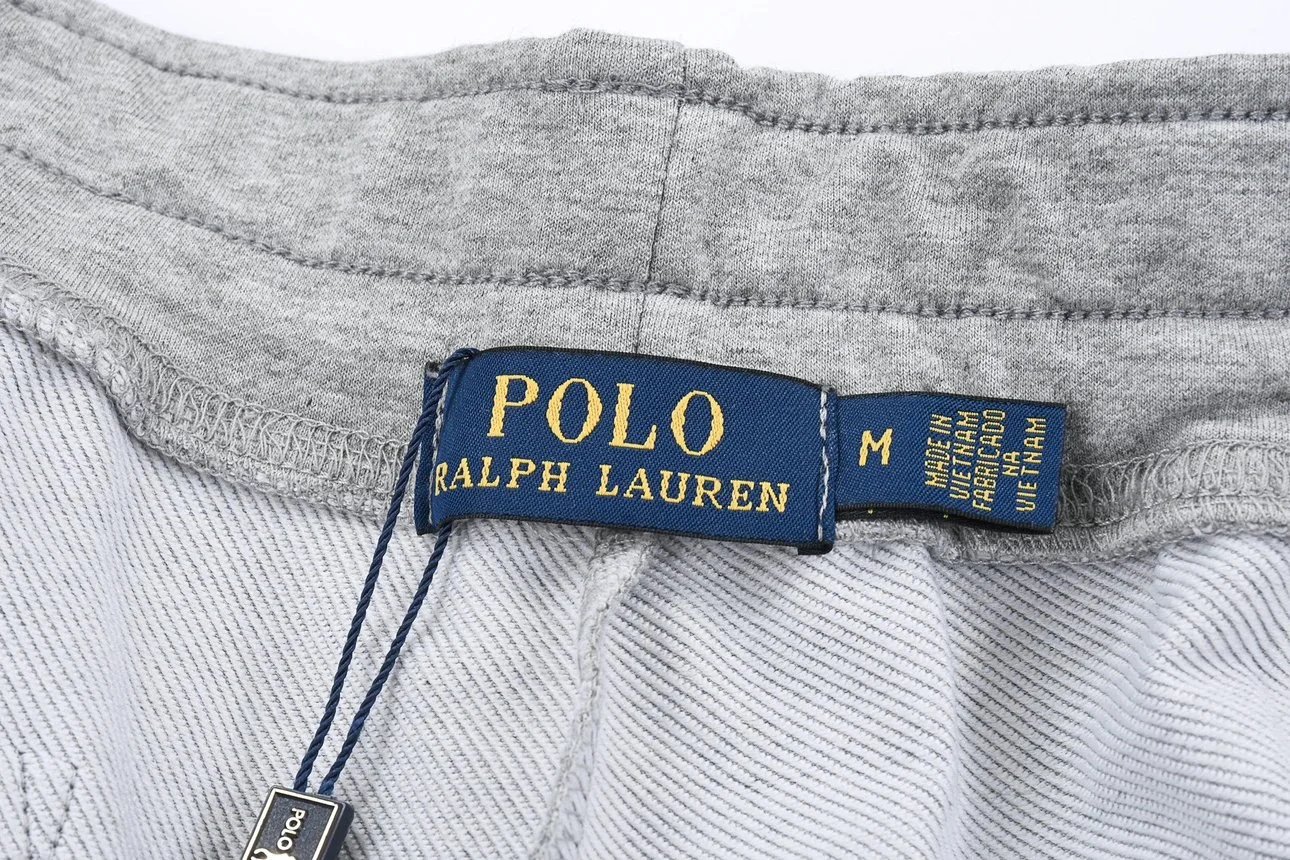 POLO
RALPH LAUREN
M
MADE IN
VIETNAM
FABRICADO
NA
VIETNAM
POLO